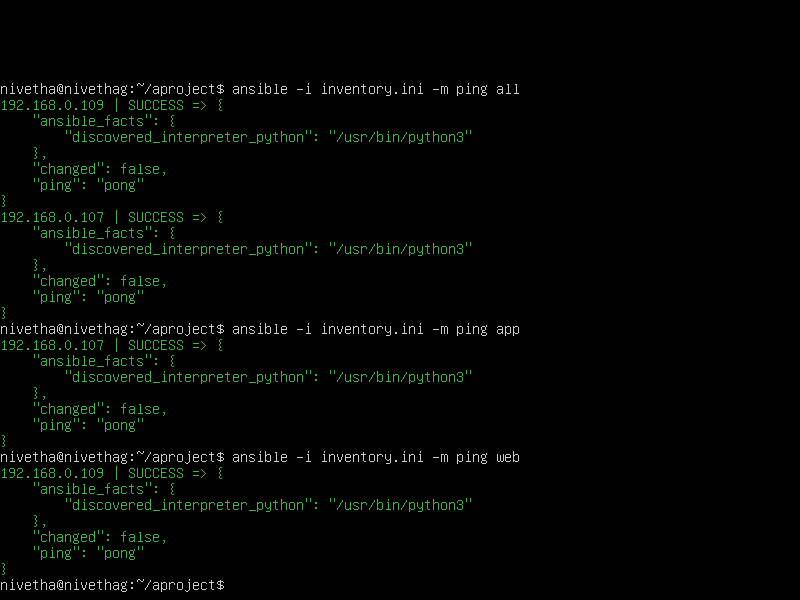 nivetha@nivethag:~/aproject$ ansible -i inventory.ini -m ping all
192.168.0.109 | SUCCESS => {
    "ansible_facts": {
        "discovered_interpreter_python": "/usr/bin/python3"
    },
    "changed": false,
    "ping": "pong"
}
192.168.0.107 | SUCCESS => {
    "ansible_facts": {
        "discovered_interpreter_python": "/usr/bin/python3"
    },
    "changed": false,
    "ping": "pong"
}
nivetha@nivethag:~/aproject$ ansible -i inventory.ini -m ping app
192.168.0.107 | SUCCESS => {
    "ansible_facts": {
        "discovered_interpreter_python": "/usr/bin/python3"
    },
    "changed": false,
    "ping": "pong"
}
nivetha@nivethag:~/aproject$ ansible -i inventory.ini -m ping web
192.168.0.109 | SUCCESS => {
    "ansible_facts": {
        "discovered_interpreter_python": "/usr/bin/python3"
    },
    "changed": false,
    "ping": "pong"
}
nivetha@nivethag:~/aproject$